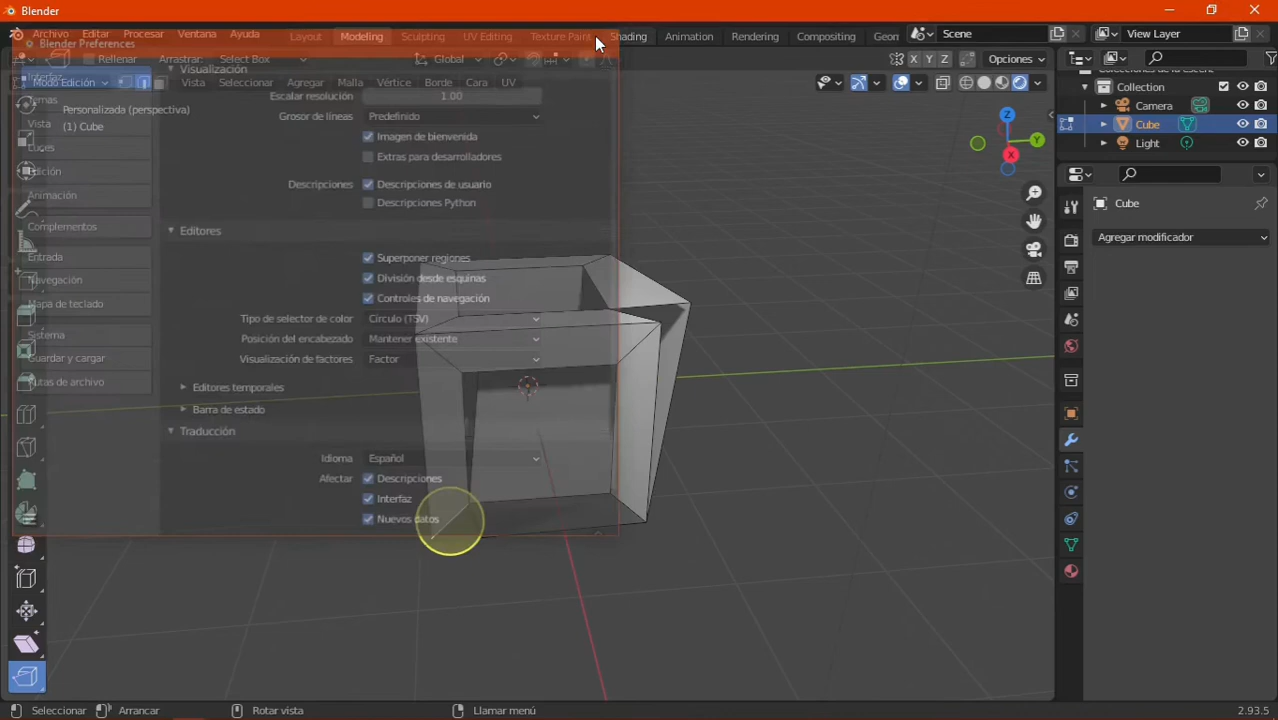 Blender
Archivo Editar Procesar Ventana Ayuda Layout Modeling Sculpting UV Editing Texture Paint Shading Animation Rendering Compositing Geom Scene View Layer
Blender Preferences
Rellenar Arrastrar: Select Box Global Opciones
Modo Edición Vista Seleccionar Agregar Malla Vértice Borde Cara UV
Personalizada (perspectiva)
(1) Cube
Interfaz
Temas
Vista
Luces
Edición
Animación
Complementos
Entrada
Navegación
Mapa de teclado
Sistema
Guardar y cargar
Rutas de archivo
Visualización
Escalar resolución 1.00
Grosor de líneas Predefinido
Imagen de bienvenida
Extras para desarrolladores
Descripciones Descripciones de usuario
Descripciones Python
Editores
Superponer regiones
División desde esquinas
Controles de navegación
Tipo de selector de color Círculo (TSV)
Posición del encabezado Mantener existente
Visualización de factores Factor
Editores temporales
Barra de estado
Traducción
Idioma Español
Afectar Descripciones
Interfaz
Nuevos datos
X Y Z
Z
Y
X
Collection
Camera
Cube
Light
Cube
Agregar modificador
Seleccionar Arrancar Rotar vista Llamar menú 2.93.5